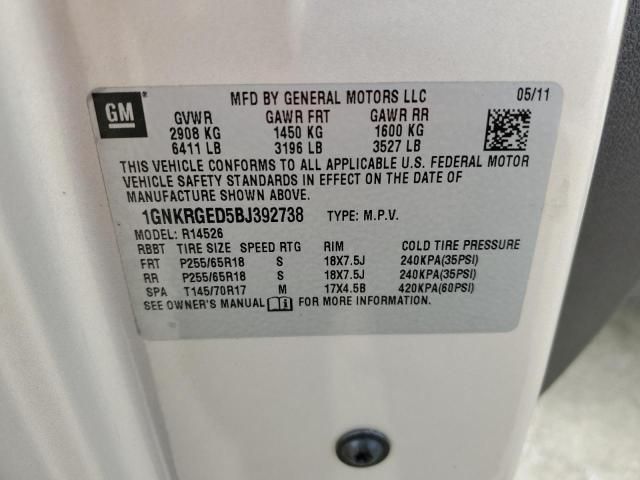 GM MFD BY GENERAL MOTORS LLC 05/11
GVWR GAWR FRT GAWR RR
2908 KG 1450 KG 1600 KG
6411 LB 3196 LB 3527 LB
THIS VEHICLE CONFORMS TO ALL APPLICABLE U.S. FEDERAL MOTOR
VEHICLE SAFETY STANDARDS IN EFFECT ON THE DATE OF
MANUFACTURE SHOWN ABOVE.
1GNKRGED5BJ392738 TYPE: M.P.V.
MODEL: R14526
RBBT TIRE SIZE SPEED RTG RIM COLD TIRE PRESSURE
FRT P255/65R18 S 18X7.5J 240KPA(35PSI)
RR P255/65R18 S 18X7.5J 240KPA(35PSI)
SPA T145/70R17 M 17X4.5B 420KPA(60PSI)
SEE OWNER'S MANUAL FOR MORE INFORMATION.